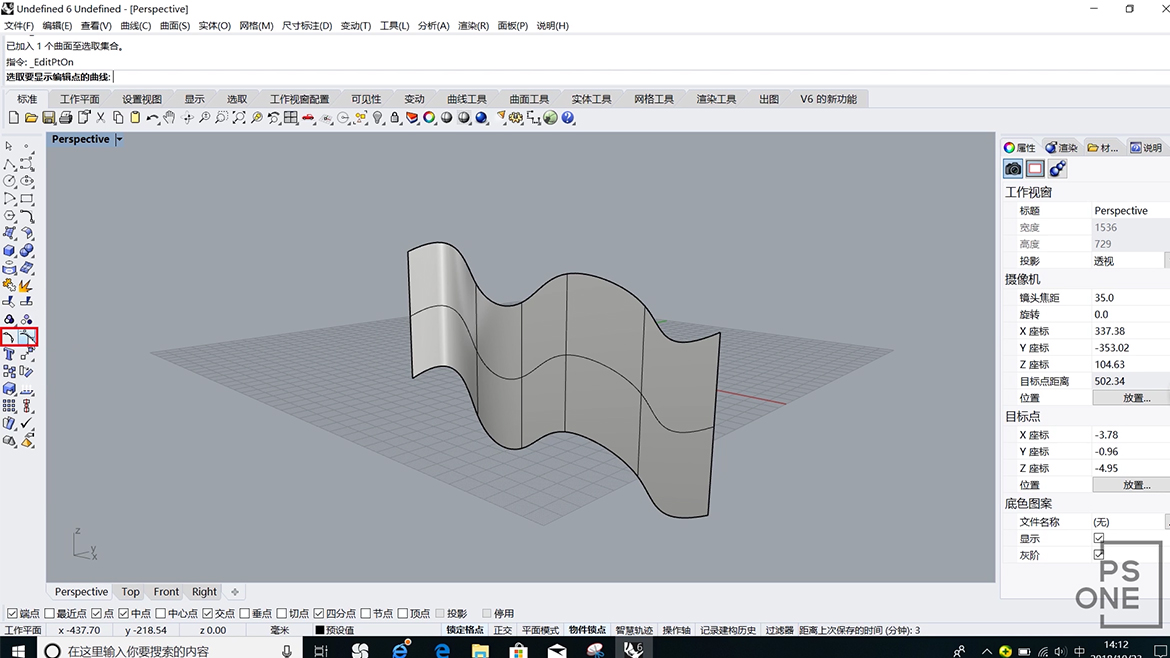 Undefined 6 Undefined - [Perspective]
文件(F) 编辑(E) 查看(V) 曲线(C) 曲面(S) 实体(O) 网格(M) 尺寸标注(D) 变动(T) 工具(L) 分析(A) 渲染(R) 面板(P) 说明(H)
已加入 1 个曲面至选取集合。
指令: _EditPtOn
选取要显示编辑点的曲线:
标准 工作平面 设置视图 显示 选取 工作视窗配置 可见性 变动 曲线工具 曲面工具 实体工具 网格工具 渲染工具 出图 V6 的新功能
Perspective
属性 渲染 材... 说明
工作视窗
标题 Perspective
宽度 1536
高度 729
投影 透视
摄像机
镜头焦距 35.0
旋转 0.0
X 座标 337.38
Y 座标 -353.02
Z 座标 104.63
目标点距离 502.34
位置 放置...
目标点
X 座标 -3.78
Y 座标 -0.96
Z 座标 -4.95
位置 放置...
底色图案
文件名称 (无)
显示
灰阶
z
y
x
PS
ONE
Perspective Top Front Right
端点 最近点 点 中点 中心点 交点 垂点 切点 四分点 节点 顶点 投影 停用
工作平面 x -437.70 y -218.54 z 0.00 毫米 预设值 锁定格点 正交 平面模式 物件锁点 智慧轨迹 操作轴 记录建构历史 过滤器 距离上次保存的时间 (分钟): 3
在这里输入你要搜索的内容
6
中
14:12
2018/10/23